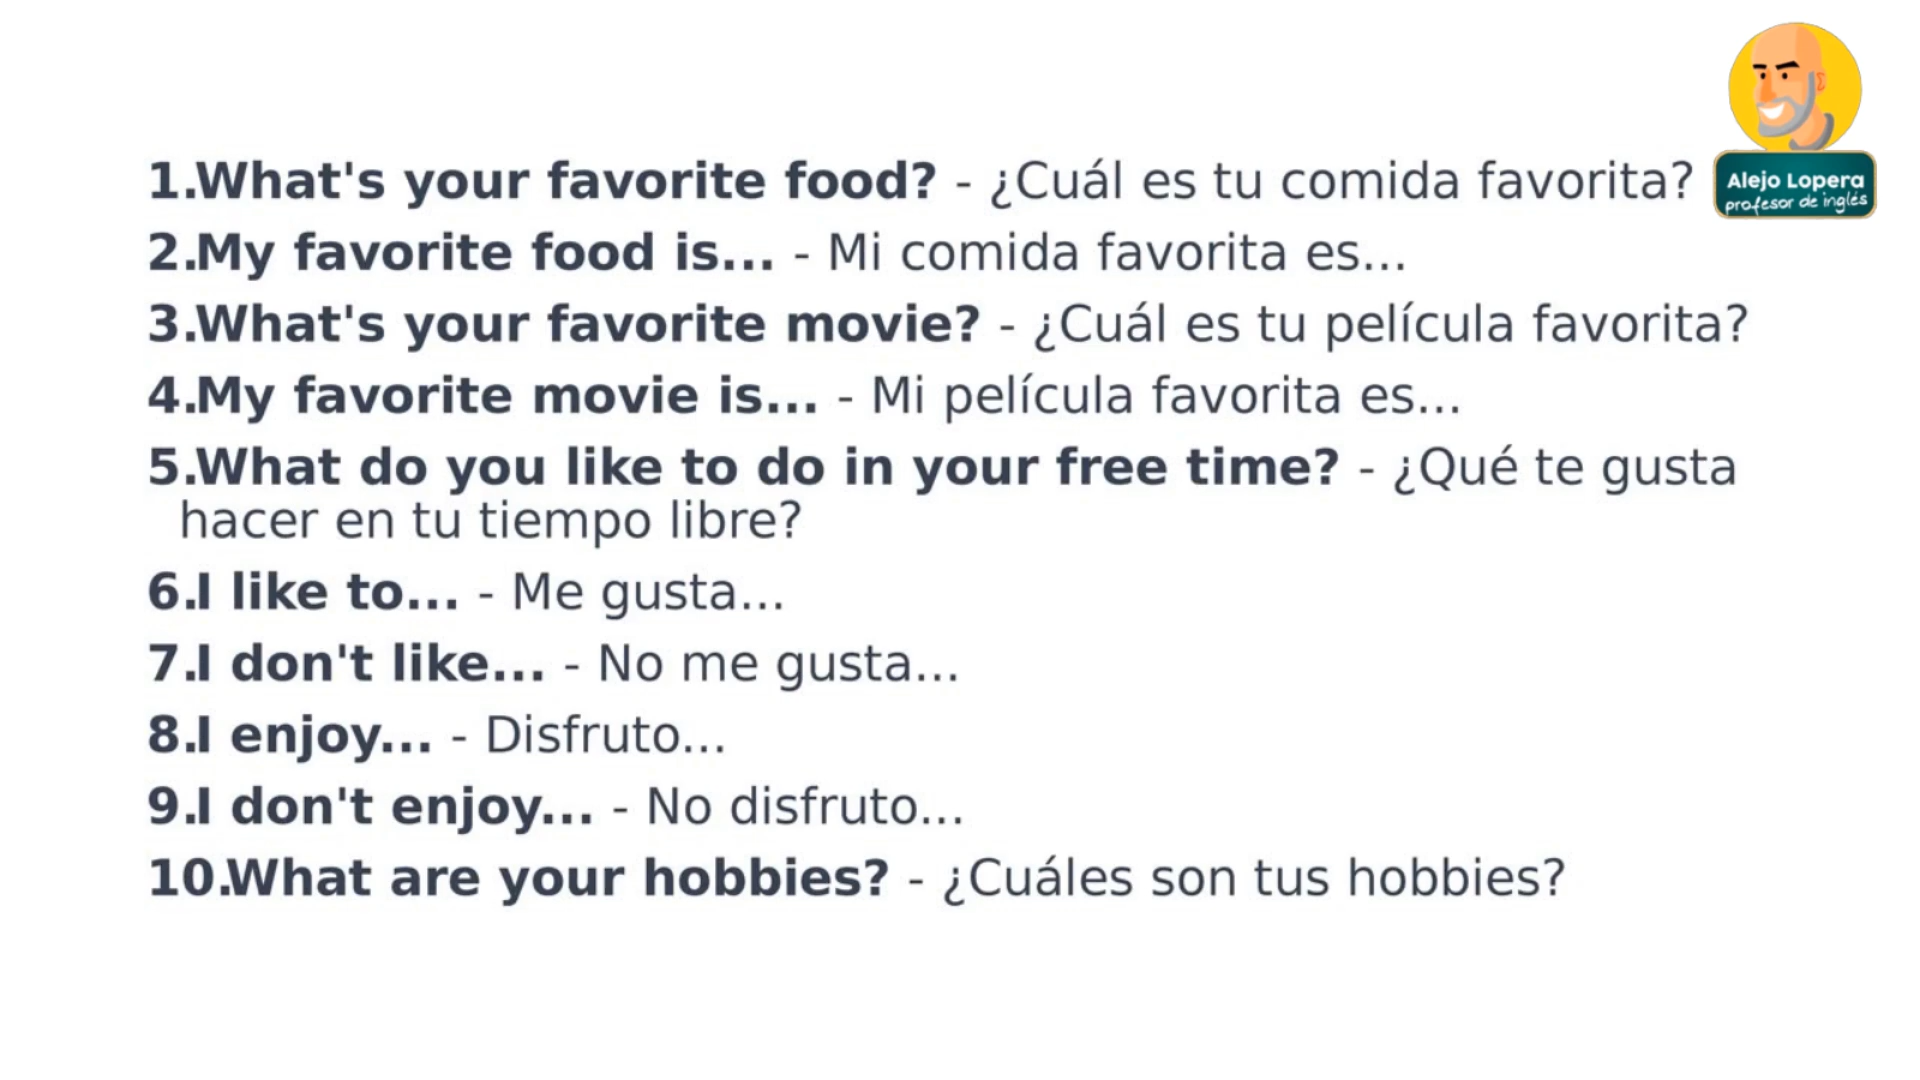 Alejo Lopera
profesor de inglés
1.What's your favorite food? - ¿Cuál es tu comida favorita?
2.My favorite food is... - Mi comida favorita es...
3.What's your favorite movie? - ¿Cuál es tu película favorita?
4.My favorite movie is... - Mi película favorita es...
5.What do you like to do in your free time? - ¿Qué te gusta
hacer en tu tiempo libre?
6.I like to... - Me gusta...
7.I don't like... - No me gusta...
8.I enjoy... - Disfruto...
9.I don't enjoy... - No disfruto...
10.What are your hobbies? - ¿Cuáles son tus hobbies?